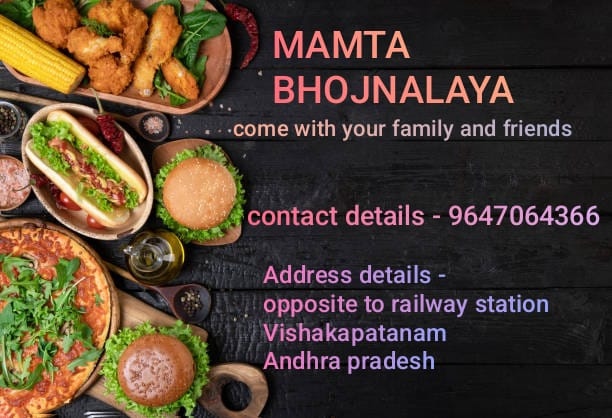 MAMTA
BHOJNALAYA
come with your family and friends
contact details - 9647064366
Address details -
opposite to railway station
Vishakapatanam
Andhra pradesh